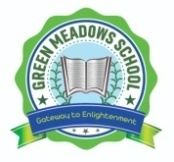 GREEN MEADOWS SCHOOL
Gateway to Enlightenment